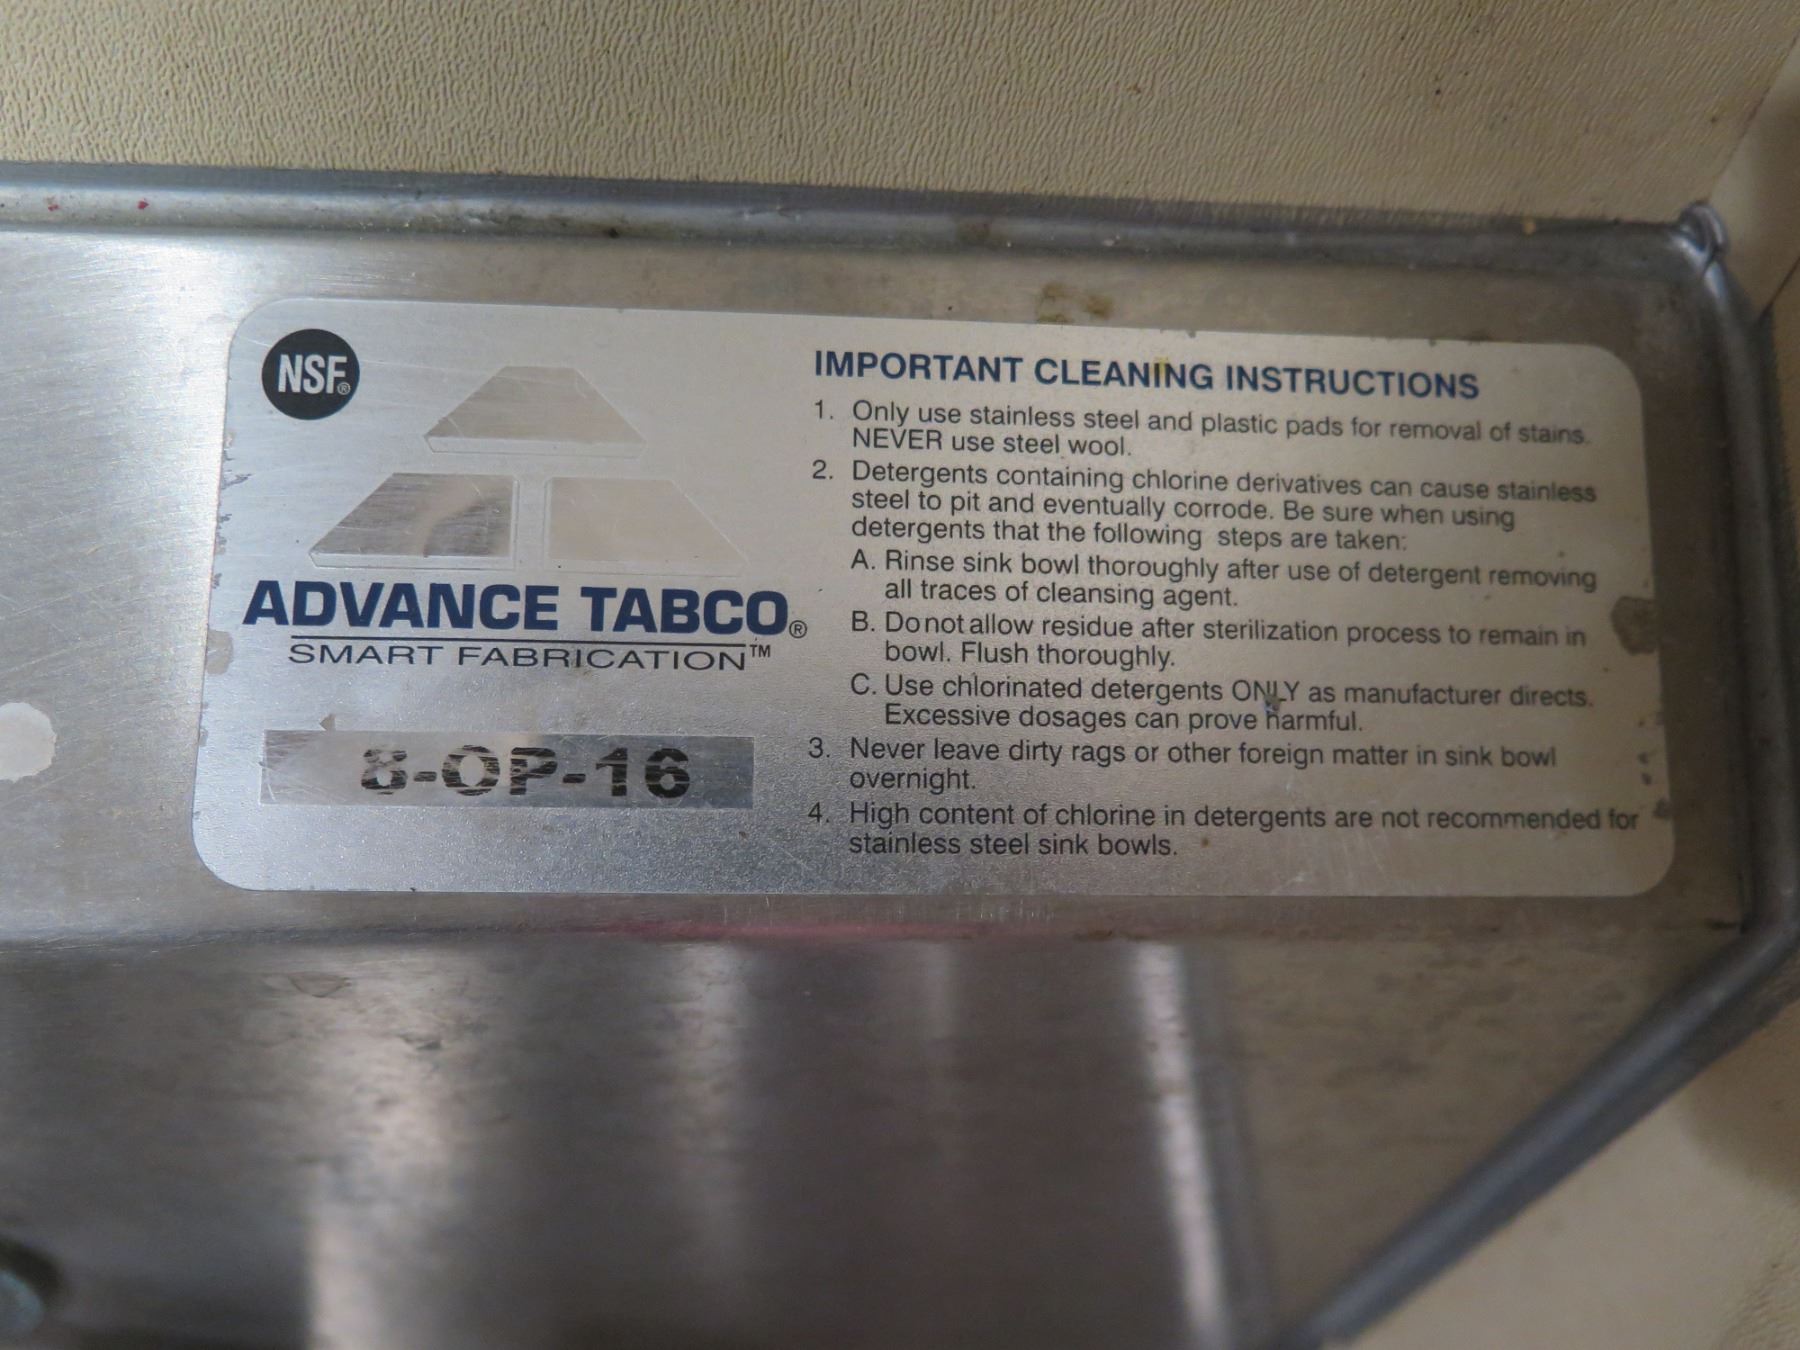 NSF®
ADVANCE TABCO®
SMART FABRICATION™
8-OP-16
IMPORTANT CLEANING INSTRUCTIONS
1. Only use stainless steel and plastic pads for removal of stains.
NEVER use steel wool.
2. Detergents containing chlorine derivatives can cause stainless
steel to pit and eventually corrode. Be sure when using
detergents that the following steps are taken:
A. Rinse sink bowl thoroughly after use of detergent removing
all traces of cleansing agent.
B. Do not allow residue after sterilization process to remain in
bowl. Flush thoroughly.
C. Use chlorinated detergents ONLY as manufacturer directs.
Excessive dosages can prove harmful.
3. Never leave dirty rags or other foreign matter in sink bowl
overnight.
4. High content of chlorine in detergents are not recommended for
stainless steel sink bowls.